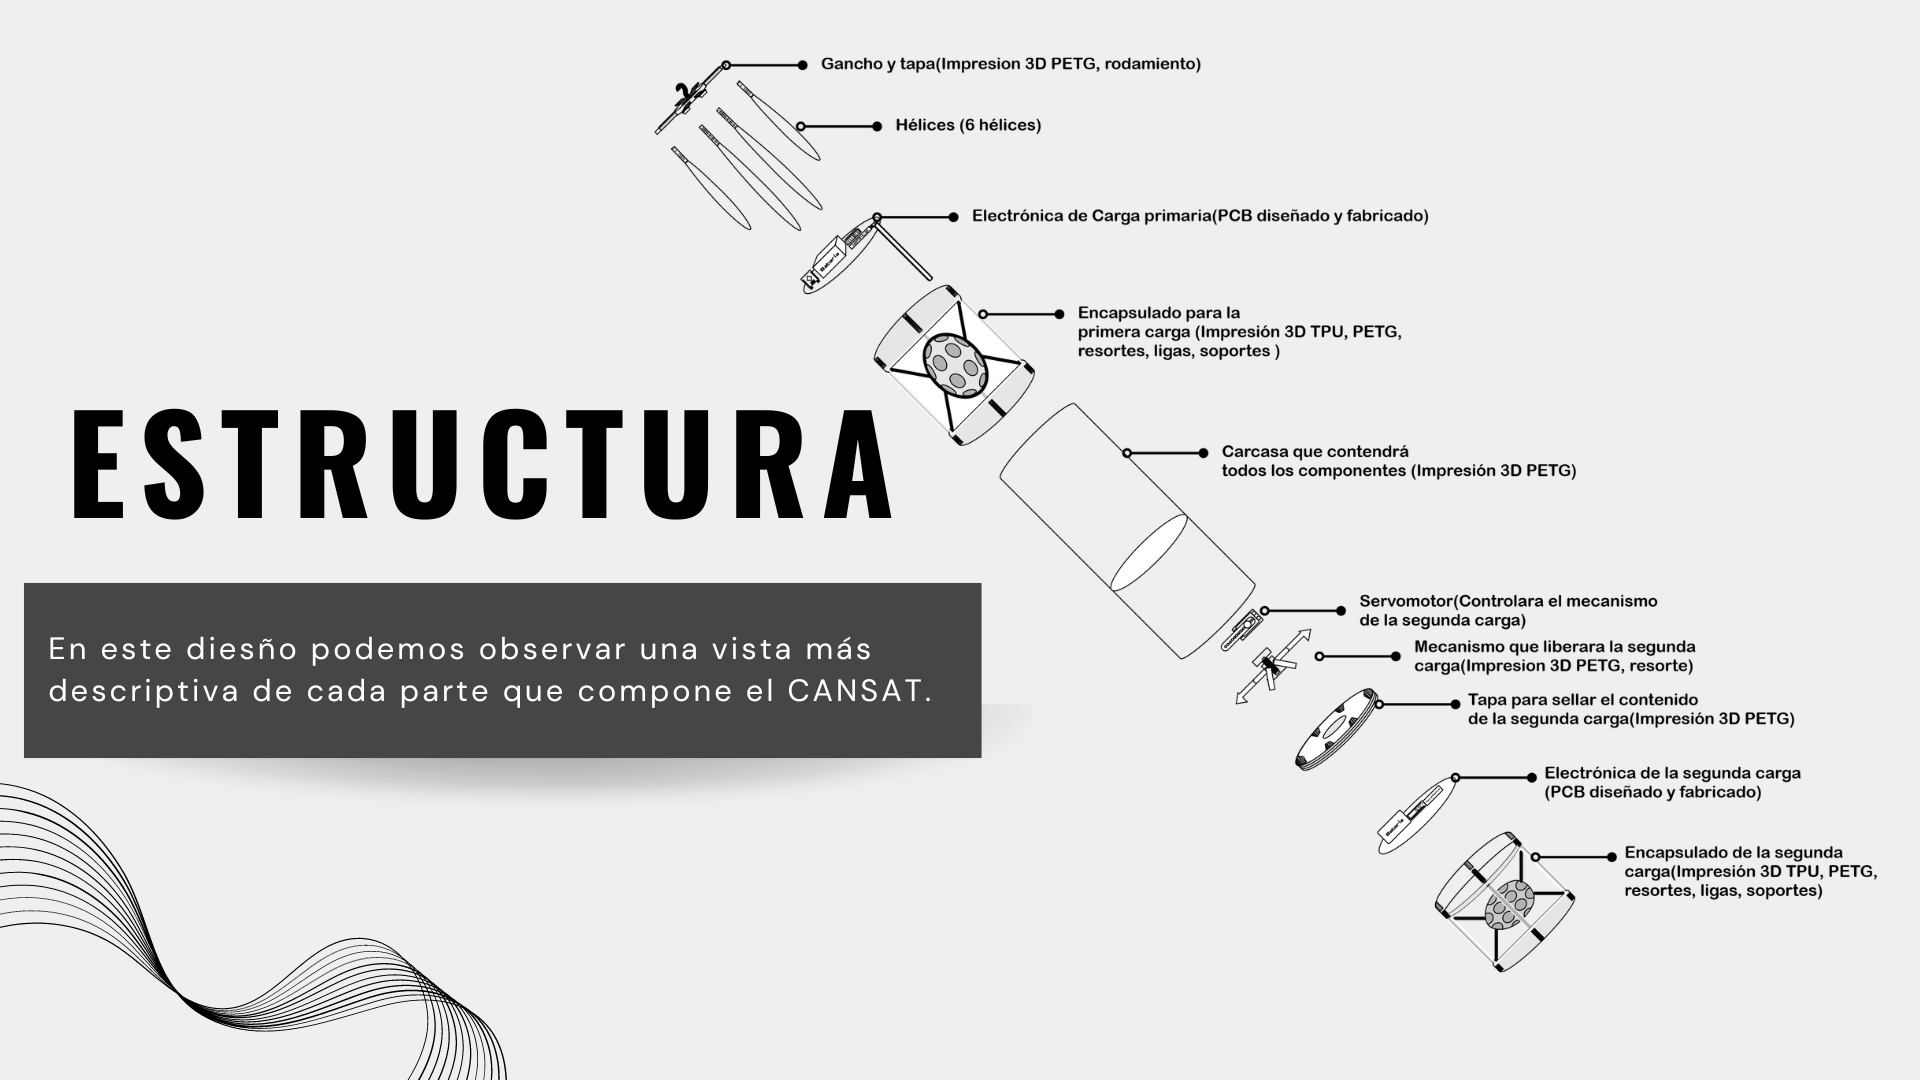 Gancho y tapa(Impresion 3D PETG, rodamiento)
Hélices (6 hélices)
Electrónica de Carga primaria(PCB diseñado y fabricado)
Batería
Encapsulado para la
primera carga (Impresión 3D TPU, PETG,
resortes, ligas, soportes )
ESTRUCTURA
Carcasa que contendrá
todos los componentes (Impresión 3D PETG)
En este diesño podemos observar una vista más
descriptiva de cada parte que compone el CANSAT.
Servomotor(Controlara el mecanismo
de la segunda carga)
Mecanismo que liberara la segunda
carga(Impresion 3D PETG, resorte)
Tapa para sellar el contenido
de la segunda carga(Impresión 3D PETG)
Electrónica de la segunda carga
(PCB diseñado y fabricado)
Batería
Encapsulado de la segunda
carga(Impresión 3D TPU, PETG,
resortes, ligas, soportes)